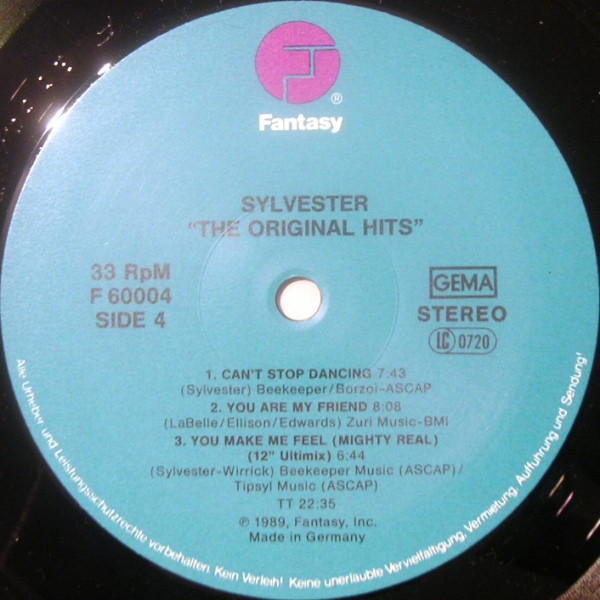 ®
Fantasy
SYLVESTER
"THE ORIGINAL HITS"
33 RpM
F 60004
SIDE 4
GEMA
STEREO
LC 0720
1. CAN'T STOP DANCING 7:43
(Sylvester) Beekeeper/Borzoi-ASCAP
2. YOU ARE MY FRIEND 8:08
(LaBelle/Ellison/Edwards) Zuri Music-BMI
3. YOU MAKE ME FEEL (MIGHTY REAL)
(12" Ultimix) 6:44
(Sylvester-Wirrick) Beekeeper Music (ASCAP)/
Tipsyl Music (ASCAP)
TT 22:35
℗ 1989, Fantasy, Inc.
Made in Germany
Alle Urheber und Leistungsschutzrechte vorbehalten. Kein Verleih! Keine unerlaubte Vervielfältigung, Vermietung, Aufführung und Sendung!